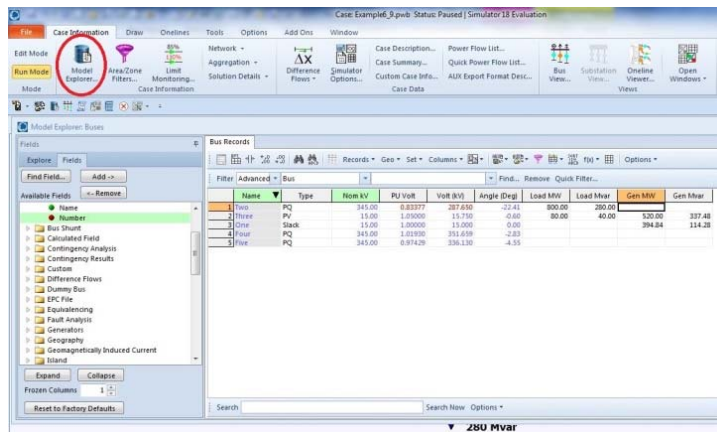 Case: Example6_9.pwb Status: Paused | Simulator 18 Evaluation
File Case Information Draw Onelines Tools Options Add Ons Window
Edit Mode
Run Mode
Mode
Model Explorer...
Area/Zone Filters...
Limit Monitoring...
Case Information
Network
Aggregation
Solution Details
Difference Flows
Simulator Options...
Case Description...
Case Summary...
Custom Case Info...
Power Flow List...
Quick Power Flow List...
AUX Export Format Desc...
Case Data
Bus View...
Substation View...
Oneline Viewer...
Open Windows
Views
Model Explorer: Buses
Fields
Explore Fields
Find Field... Add ->
Available Fields <- Remove
Name
Number
Bus Shunt
Calculated Field
Contingency Analysis
Contingency Results
Custom
Difference Flows
Dummy Bus
EPC File
Equivalencing
Fault Analysis
Generators
Geography
Geomagnetically Induced Current
Island
Expand Collapse
Frozen Columns 1
Reset to Factory Defaults
Bus Records
Records Geo Set Columns Options
Filter Advanced Bus Find... Remove Quick Filter...
Name Type Nom kV PU Volt Volt (kV) Angle (Deg) Load MW Load Mvar Gen MW Gen Mvar
1 Two PQ 345.00 0.83377 287.650 -22.41 800.00 280.00
2 Three PV 15.00 1.05000 15.750 -0.60 80.00 40.00 520.00 337.48
3 One Slack 15.00 1.00000 15.000 0.00 394.84 114.28
4 Four PQ 345.00 1.01930 351.659 -2.83
5 Five PQ 345.00 0.97429 336.130 -4.55
Search Search Now Options
280 Mvar